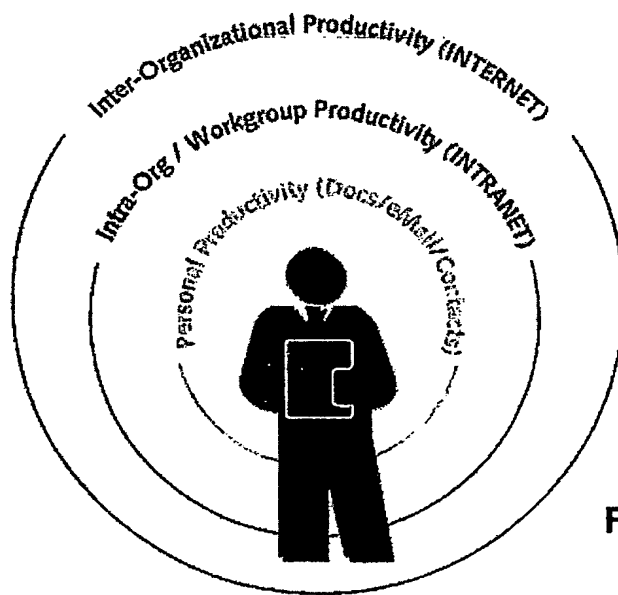 Inter-Organizational Productivity (INTERNET)
Intra-Org / Workgroup Productivity (INTRANET)
Personal Productivity (Docs/eMail/Contacts)
F